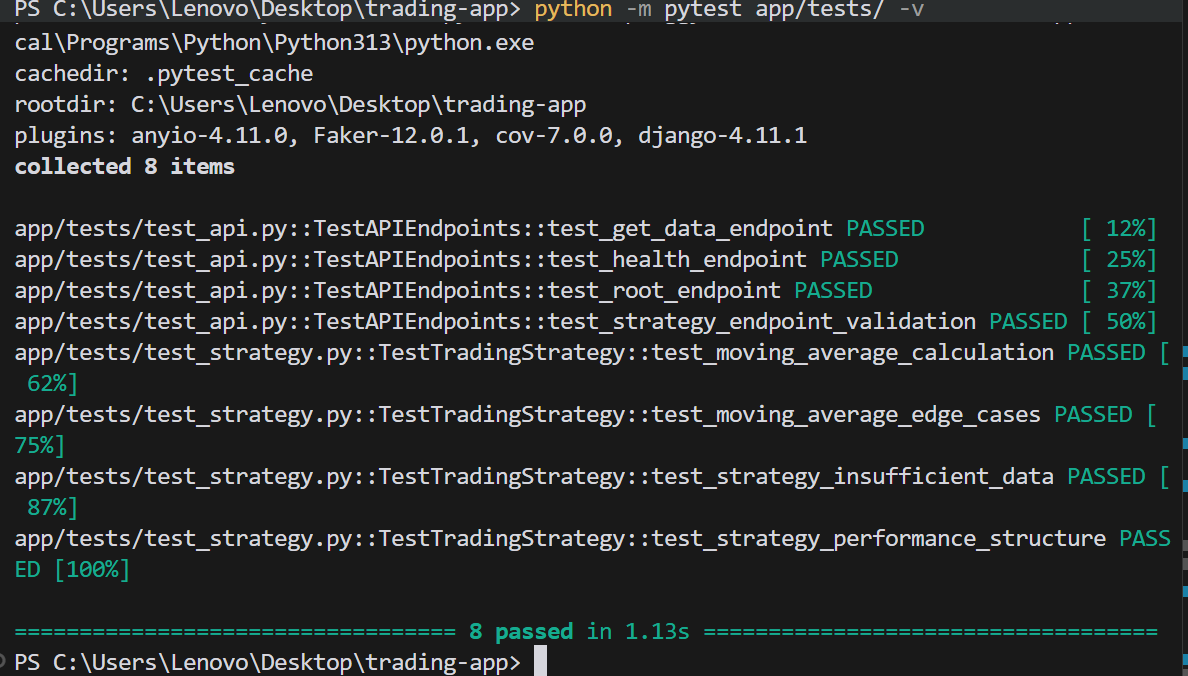 PS C:\Users\Lenovo\Desktop\trading-app> python -m pytest app/tests/ -v
cal\Programs\Python\Python313\python.exe
cachedir: .pytest_cache
rootdir: C:\Users\Lenovo\Desktop\trading-app
plugins: anyio-4.11.0, Faker-12.0.1, cov-7.0.0, django-4.11.1
collected 8 items
app/tests/test_api.py::TestAPIEndpoints::test_get_data_endpoint PASSED [ 12%]
app/tests/test_api.py::TestAPIEndpoints::test_health_endpoint PASSED [ 25%]
app/tests/test_api.py::TestAPIEndpoints::test_root_endpoint PASSED [ 37%]
app/tests/test_api.py::TestAPIEndpoints::test_strategy_endpoint_validation PASSED [ 50%]
app/tests/test_strategy.py::TestTradingStrategy::test_moving_average_calculation PASSED [
62%]
app/tests/test_strategy.py::TestTradingStrategy::test_moving_average_edge_cases PASSED [
75%]
app/tests/test_strategy.py::TestTradingStrategy::test_strategy_insufficient_data PASSED [
87%]
app/tests/test_strategy.py::TestTradingStrategy::test_strategy_performance_structure PASS
ED [100%]
================================== 8 passed in 1.13s ===================================
PS C:\Users\Lenovo\Desktop\trading-app>